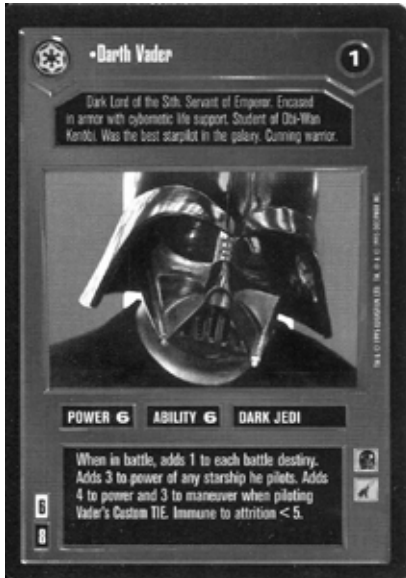 •Darth Vader
1
Dark Lord of the Sith. Servant of Emperor. Encased
in armor with cybernetic life support. Student of Obi-Wan
Kenobi. Was the best starpilot in the galaxy. Cunning warrior.
POWER 6
ABILITY 6
DARK JEDI
When in battle, adds 1 to each battle destiny.
Adds 3 to power of any starship he pilots. Adds
4 to power and 3 to maneuver when piloting
Vader's Custom TIE. Immune to attrition < 5.
6
8